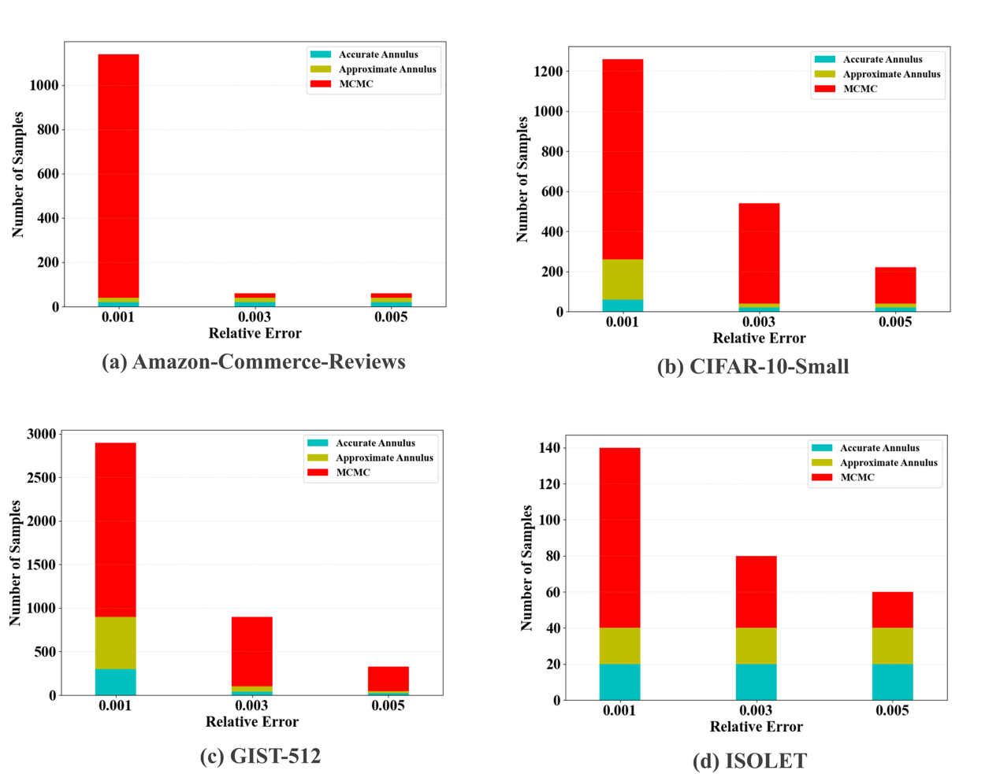 Accurate Annulus
Approximate Annulus
MCMC
1000
800
600
400
200
0
Number of Samples
0.001 0.003 0.005
Relative Error
(a) Amazon-Commerce-Reviews
Accurate Annulus
Approximate Annulus
MCMC
1200
1000
800
600
400
200
0
Number of Samples
0.001 0.003 0.005
Relative Error
(b) CIFAR-10-Small
Accurate Annulus
Approximate Annulus
MCMC
3000
2500
2000
1500
1000
500
0
Number of Samples
0.001 0.003 0.005
Relative Error
(c) GIST-512
Accurate Annulus
Approximate Annulus
MCMC
140
120
100
80
60
40
20
0
Number of Samples
0.001 0.003 0.005
Relative Error
(d) ISOLET